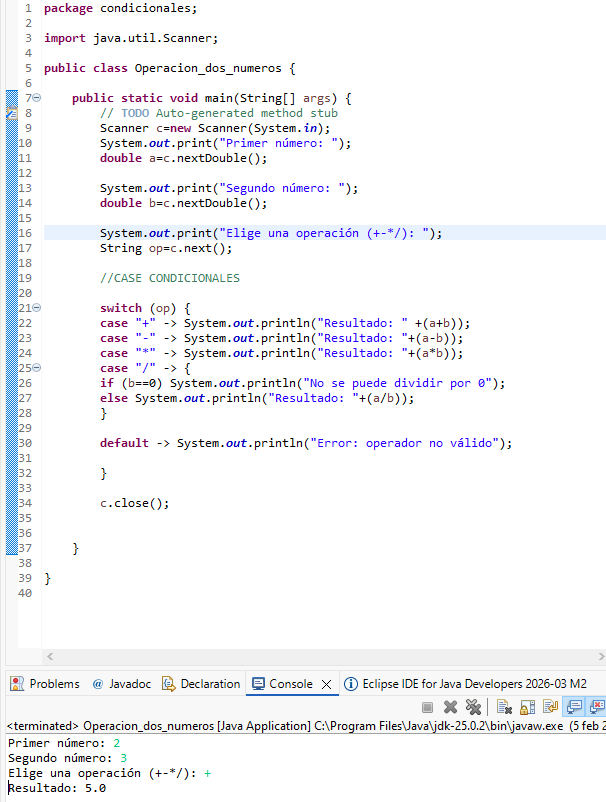 1 package condicionales;
2
3 import java.util.Scanner;
4
5 public class Operacion_dos_numeros {
6
7 public static void main(String[] args) {
8 // TODO Auto-generated method stub
9 Scanner c=new Scanner(System.in);
10 System.out.print("Primer número: ");
11 double a=c.nextDouble();
12
13 System.out.print("Segundo número: ");
14 double b=c.nextDouble();
15
16 System.out.print("Elige una operación (+-*/): ");
17 String op=c.next();
18
19 //CASE CONDICIONALES
20
21 switch (op) {
22 case "+" -> System.out.println("Resultado: " +(a+b));
23 case "-" -> System.out.println("Resultado: "+(a-b));
24 case "*" -> System.out.println("Resultado: "+(a*b));
25 case "/" -> {
26 if (b==0) System.out.println("No se puede dividir por 0");
27 else System.out.println("Resultado: "+(a/b));
28 }
29
30 default -> System.out.println("Error: operador no válido");
31
32 }
33
34 c.close();
35
36
37 }
38
39 }
40
Problems @ Javadoc Declaration Console Eclipse IDE for Java Developers 2026-03 M2
<terminated> Operacion_dos_numeros [Java Application] C:\Program Files\Java\jdk-25.0.2\bin\javaw.exe (5 feb 2
Primer número: 2
Segundo número: 3
Elige una operación (+-*/): +
Resultado: 5.0